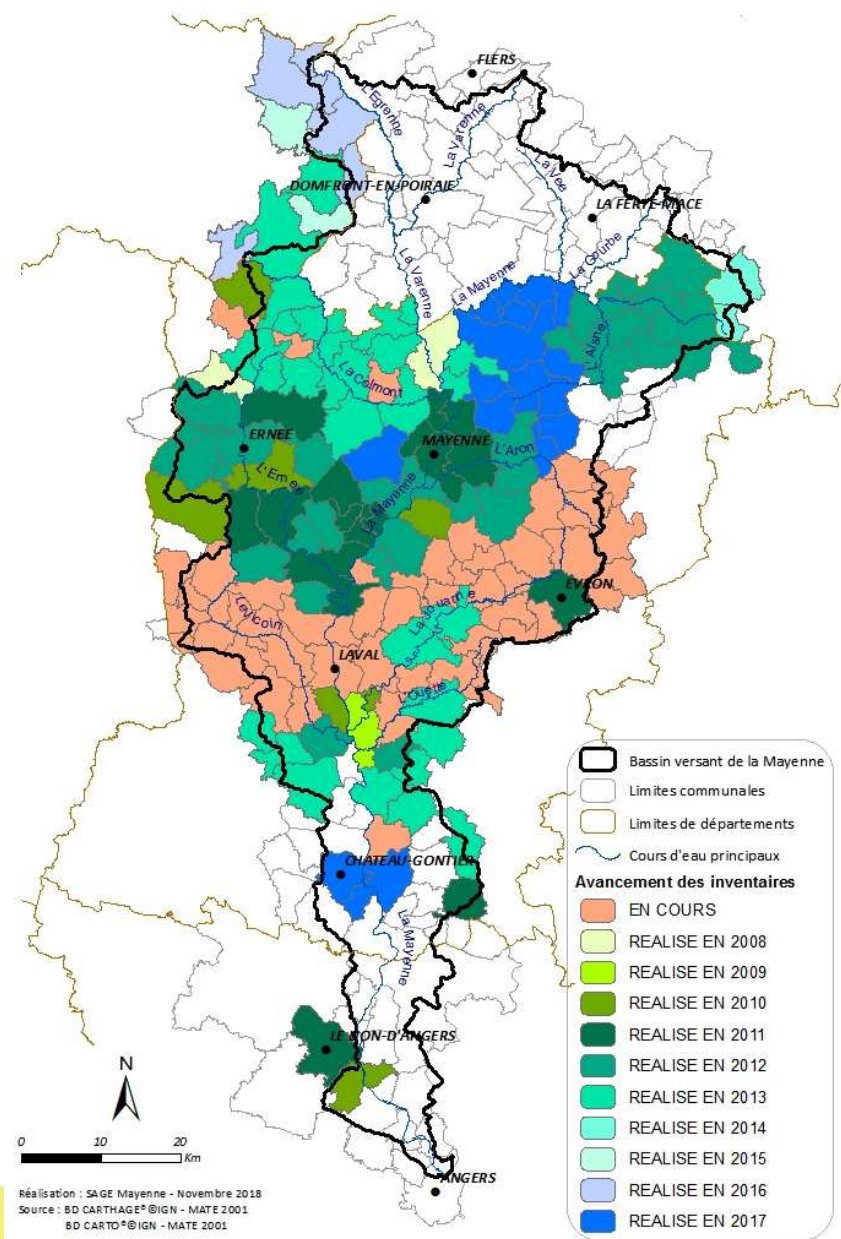 FLERS
L'Egrenne
La Varenne
La Vee
DOMFRONT-EN-POIRAIE
LA FERTE-MACE
La Gourbe
La Varenne
La Mayenne
L'Aisne
La Colmont
ERNEE
MAYENNE
L'Aron
L'Ernee
La Mayenne
EVRON
Le Vicoin
La Jouanne
LAVAL
L'Ouette
CHATEAU-GONTIER
La Mayenne
LE LION-D'ANGERS
ANGERS
N
0 10 20
Km
Réalisation : SAGE Mayenne - Novembre 2018
Source : BD CARTHAGE®©IGN - MATE 2001
BD CARTO®©IGN - MATE 2001
Bassin versant de la Mayenne
Limites communales
Limites de départements
Cours d'eau principaux
Avancement des inventaires
EN COURS
REALISE EN 2008
REALISE EN 2009
REALISE EN 2010
REALISE EN 2011
REALISE EN 2012
REALISE EN 2013
REALISE EN 2014
REALISE EN 2015
REALISE EN 2016
REALISE EN 2017